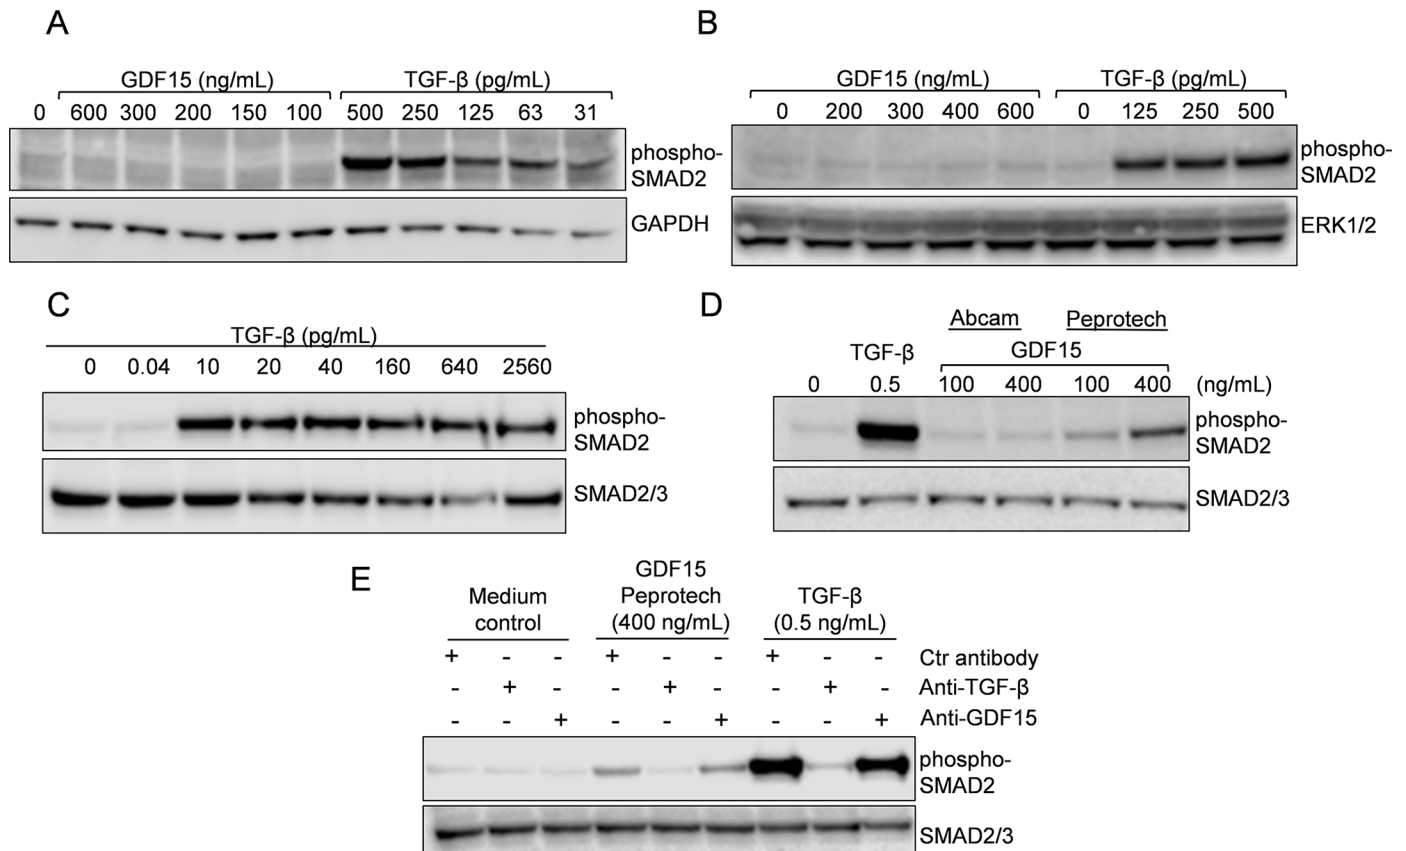 A
GDF15 (ng/mL) TGF-β (pg/mL)
0 600 300 200 150 100 500 250 125 63 31
phospho-
SMAD2
GAPDH
B
GDF15 (ng/mL) TGF-β (pg/mL)
0 200 300 400 600 0 125 250 500
phospho-
SMAD2
ERK1/2
C
TGF-β (pg/mL)
0 0.04 10 20 40 160 640 2560
phospho-
SMAD2
SMAD2/3
D
Abcam Peprotech
TGF-β GDF15
0 0.5 100 400 100 400 (ng/mL)
phospho-
SMAD2
SMAD2/3
E
Medium
control
GDF15
Peprotech
(400 ng/mL)
TGF-β
(0.5 ng/mL)
+ - - + - - + - - Ctr antibody
- + - - + - - + - Anti-TGF-β
- - + - - + - - + Anti-GDF15
phospho-
SMAD2
SMAD2/3